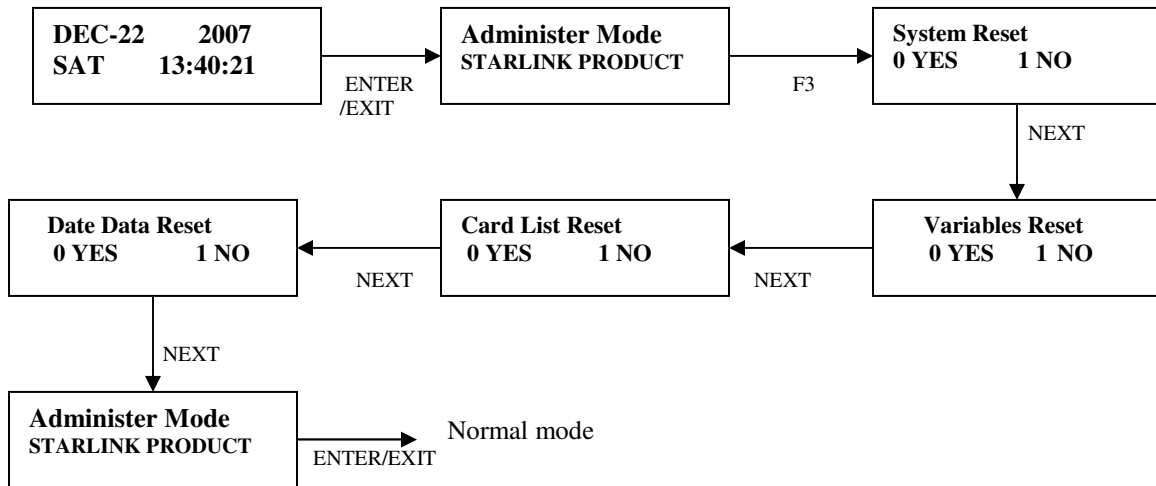 DEC-22 2007
SAT 13:40:21
ENTER
/EXIT
Administer Mode
STARLINK PRODUCT
F3
System Reset
0 YES 1 NO
NEXT
Variables Reset
0 YES 1 NO
NEXT
Card List Reset
0 YES 1 NO
NEXT
Date Data Reset
0 YES 1 NO
NEXT
Administer Mode
STARLINK PRODUCT
ENTER/EXIT
Normal mode